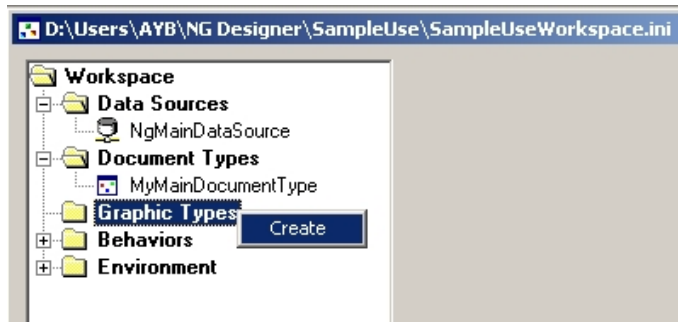 D:\Users\AYB\NG Designer\SampleUse\SampleUseWorkspace.ini
Workspace
Data Sources
NgMainDataSource
Document Types
MyMainDocumentType
Graphic Types
Create
Behaviors
Environment